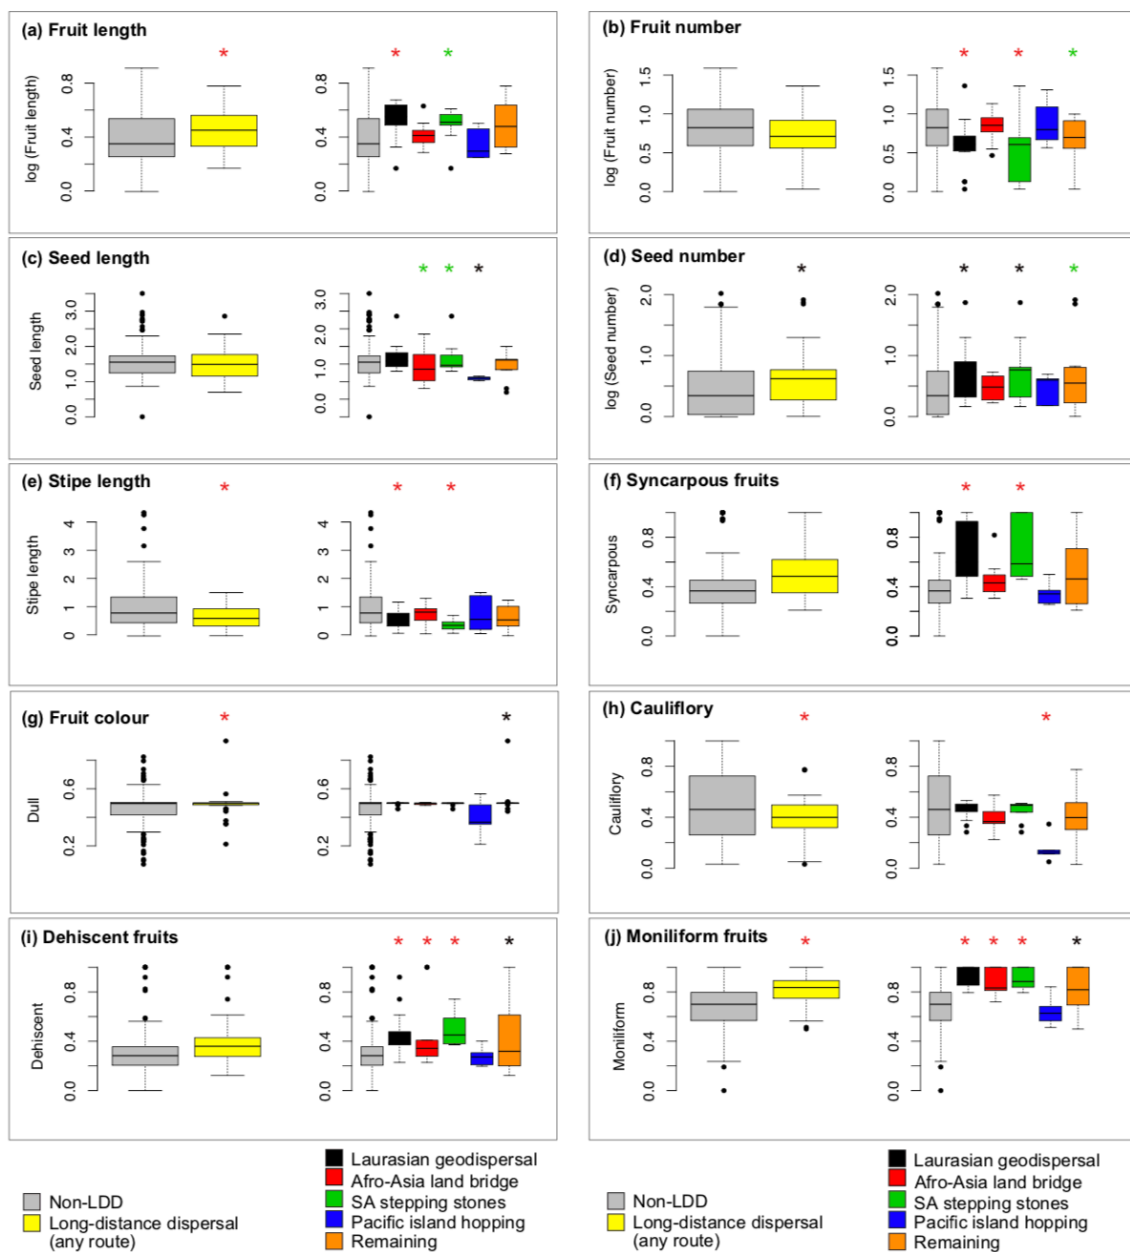 (a) Fruit length
*
*
*
log (Fruit length)
0.0
0.4
0.8
0.0
0.4
0.8
(b) Fruit number
*
*
*
log (Fruit number)
0.0
0.5
1.0
1.5
0.0
0.5
1.0
1.5
(c) Seed length
*
*
*
Seed length
0.0
1.0
2.0
3.0
0.0
1.0
2.0
3.0
(d) Seed number
*
*
*
*
log (Seed number)
0.0
1.0
2.0
0.0
1.0
2.0
(e) Stipe length
*
*
*
Stipe length
0
1
2
3
4
0
1
2
3
4
(f) Syncarpous fruits
*
*
Syncarpous
0.0
0.4
0.8
0.0
0.4
0.8
(g) Fruit colour
*
*
Dull
0.2
0.6
0.2
0.6
(h) Cauliflory
*
*
Cauliflory
0.0
0.4
0.8
0.0
0.4
0.8
(i) Dehiscent fruits
*
*
*
*
Dehiscent
0.0
0.4
0.8
0.0
0.4
0.8
(j) Moniliform fruits
*
*
*
*
*
Moniliform
0.0
0.4
0.8
0.0
0.4
0.8
Non-LDD
Long-distance dispersal
(any route)
Laurasian geodispersal
Afro-Asia land bridge
SA stepping stones
Pacific island hopping
Remaining
Non-LDD
Long-distance dispersal
(any route)
Laurasian geodispersal
Afro-Asia land bridge
SA stepping stones
Pacific island hopping
Remaining